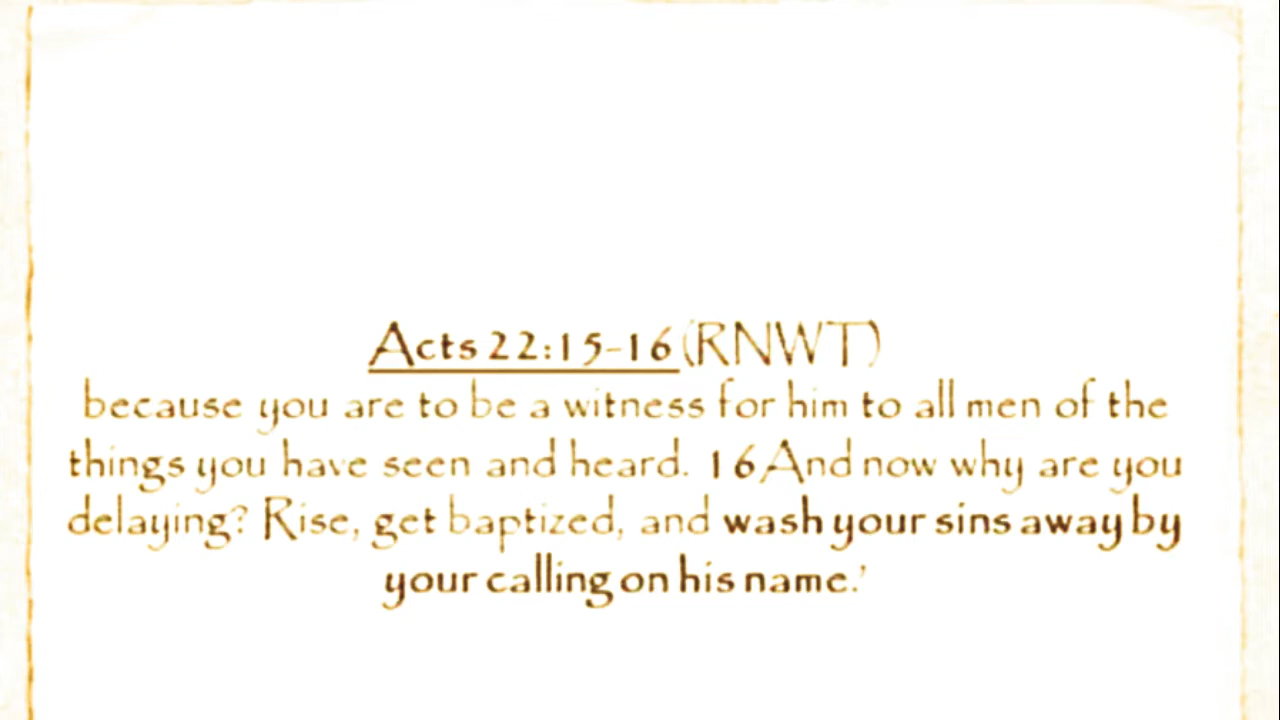 Acts 22:15-16 (RNWT)
because you are to be a witness for him to all men of the
things you have seen and heard. 16 And now why are you
delaying? Rise, get baptized, and wash your sins away by
your calling on his name.’